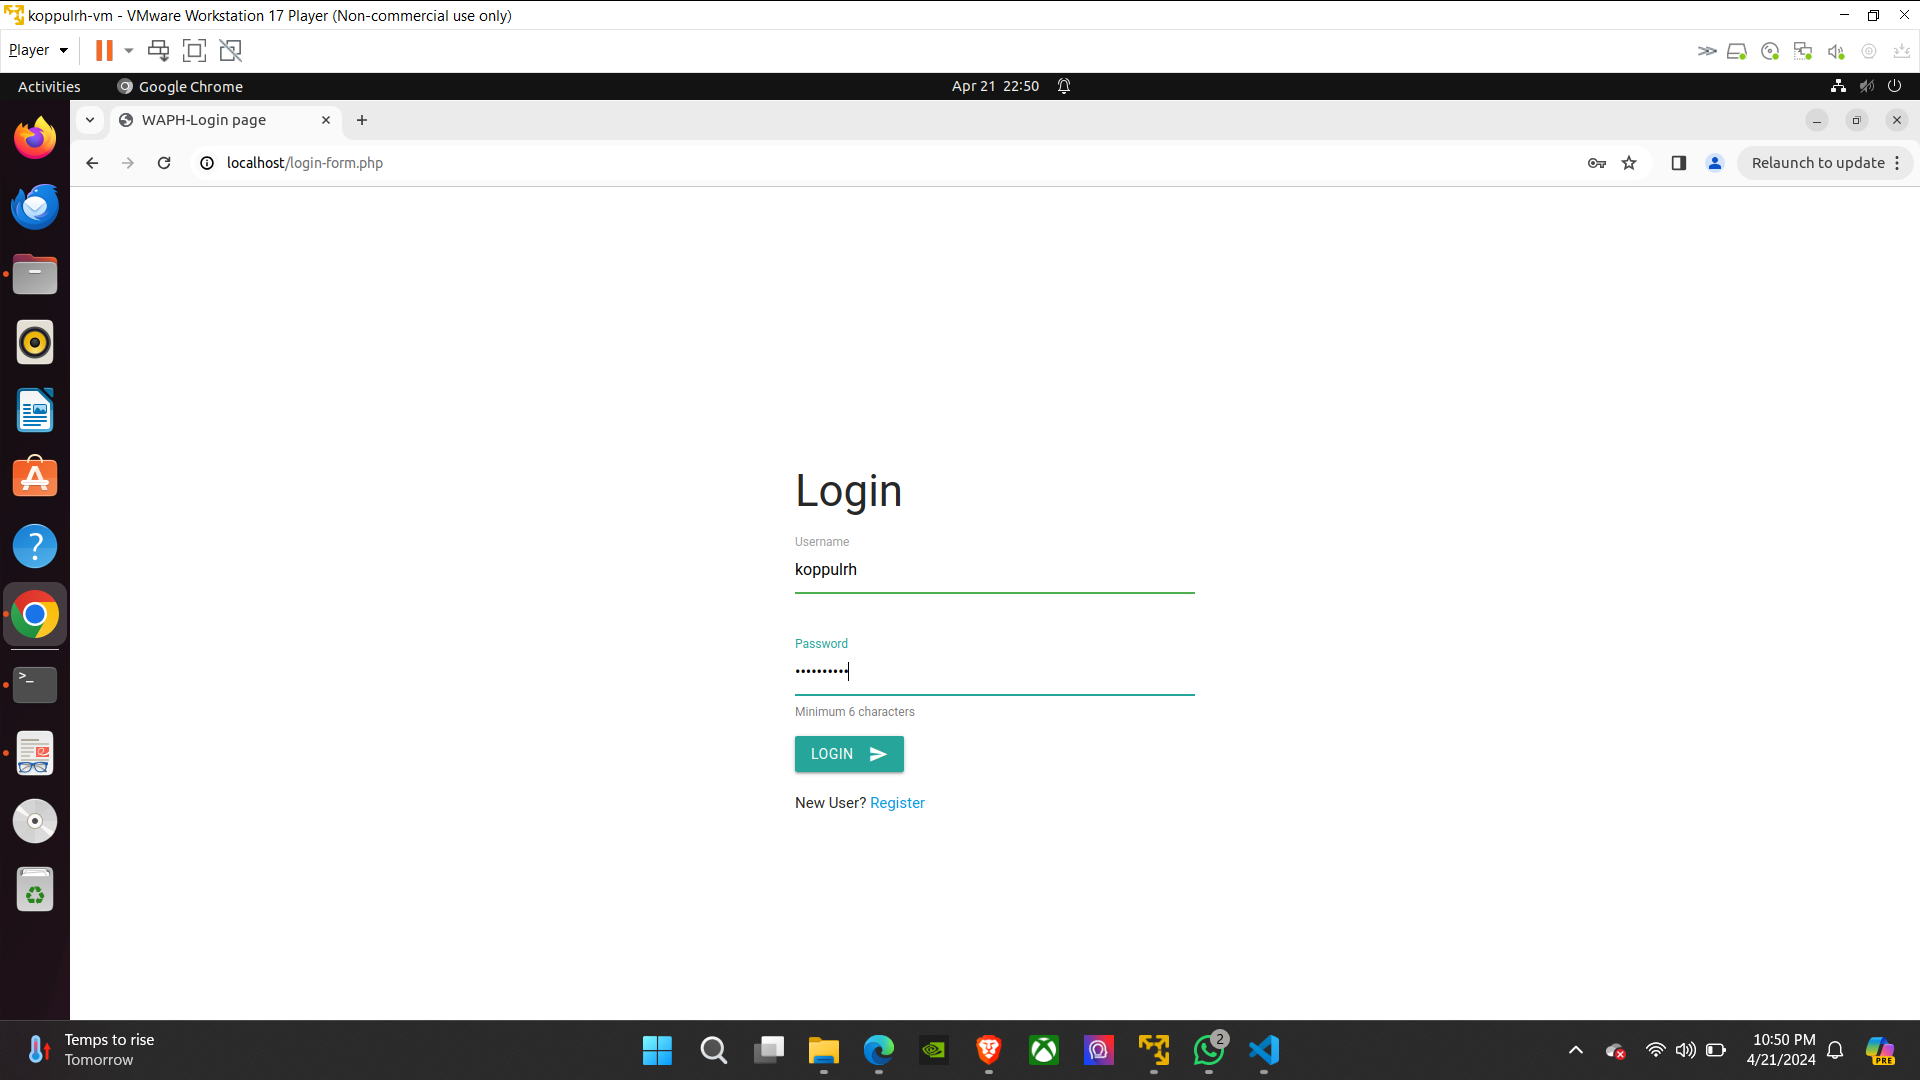 koppulrh-vm - VMware Workstation 17 Player (Non-commercial use only)
Player
Activities
Google Chrome
Apr 21 22:50
WAPH-Login page
localhost/login-form.php
Relaunch to update
Login
Username
koppulrh
Password
••••••••••
Minimum 6 characters
LOGIN
New User? Register
Temps to rise
Tomorrow
2
10:50 PM
4/21/2024
PRE